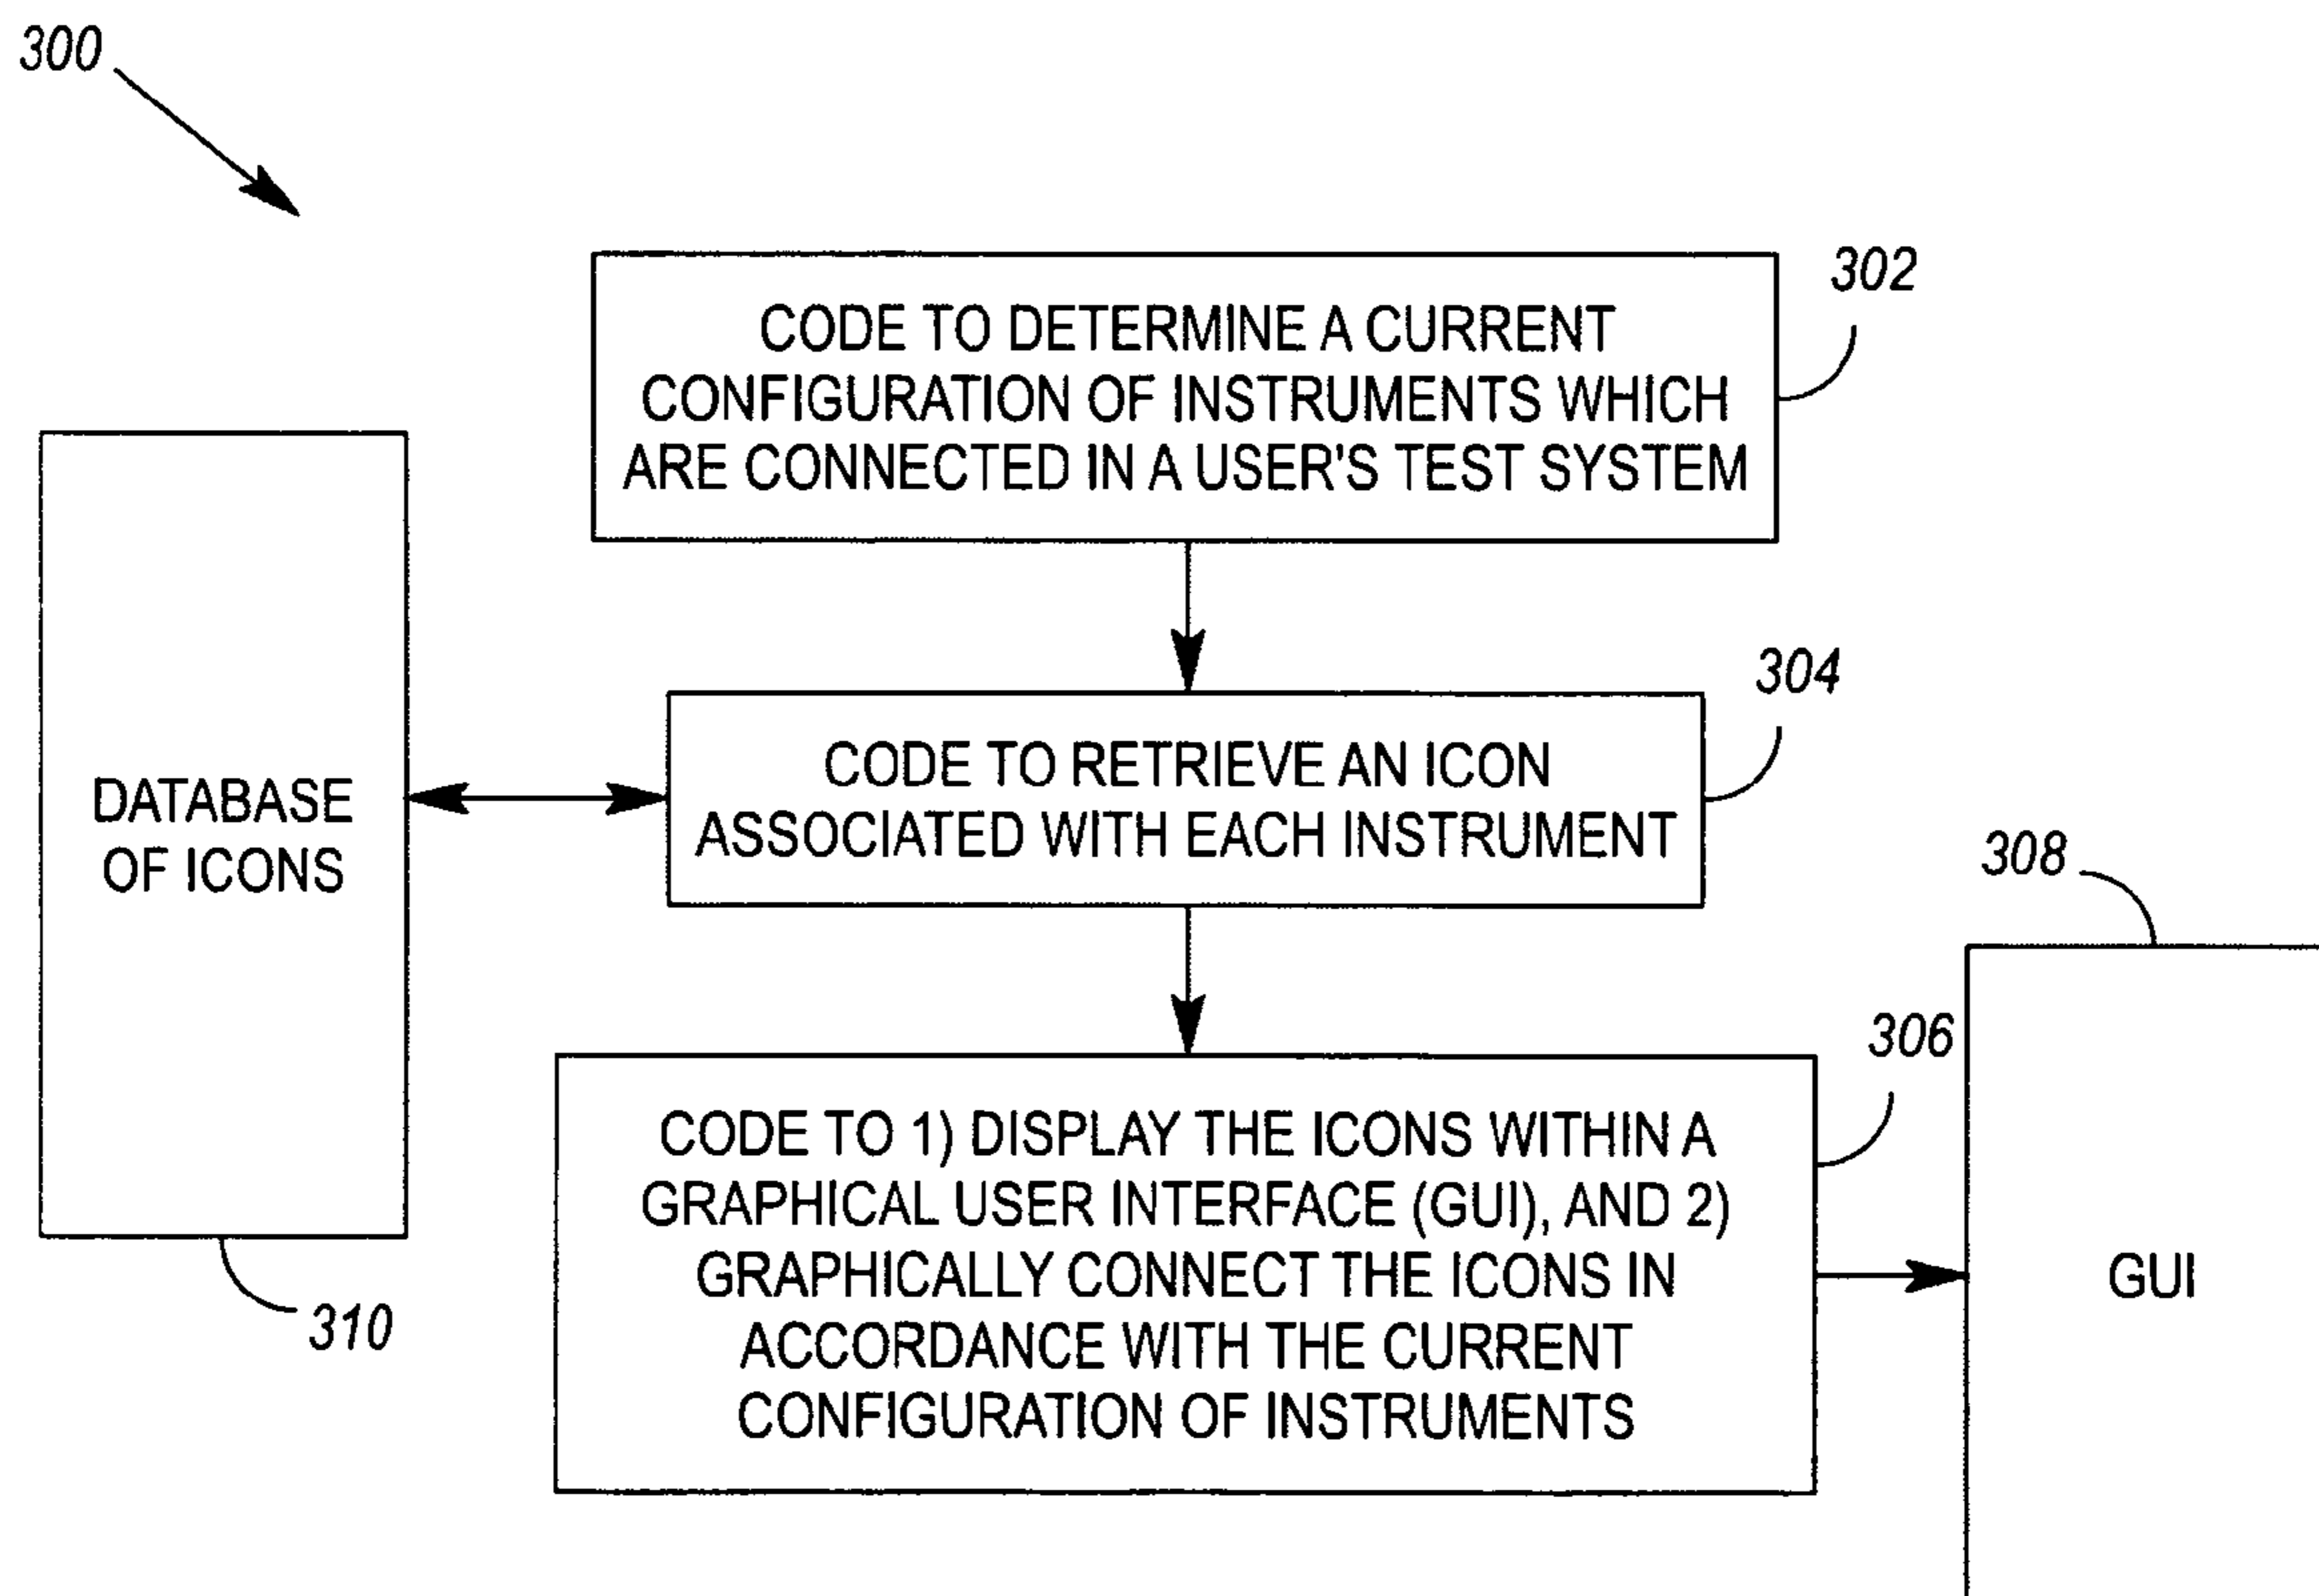 300
302
CODE TO DETERMINE A CURRENT
CONFIGURATION OF INSTRUMENTS WHICH
ARE CONNECTED IN A USER'S TEST SYSTEM
304
CODE TO RETRIEVE AN ICON
ASSOCIATED WITH EACH INSTRUMENT
DATABASE
OF ICONS
310
308
306
CODE TO 1) DISPLAY THE ICONS WITHIN A
GRAPHICAL USER INTERFACE (GUI), AND 2)
GRAPHICALLY CONNECT THE ICONS IN
ACCORDANCE WITH THE CURRENT
CONFIGURATION OF INSTRUMENTS
GUI